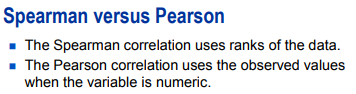 Spearman versus Pearson
The Spearman correlation uses ranks of the data.
The Pearson correlation uses the observed values
when the variable is numeric.